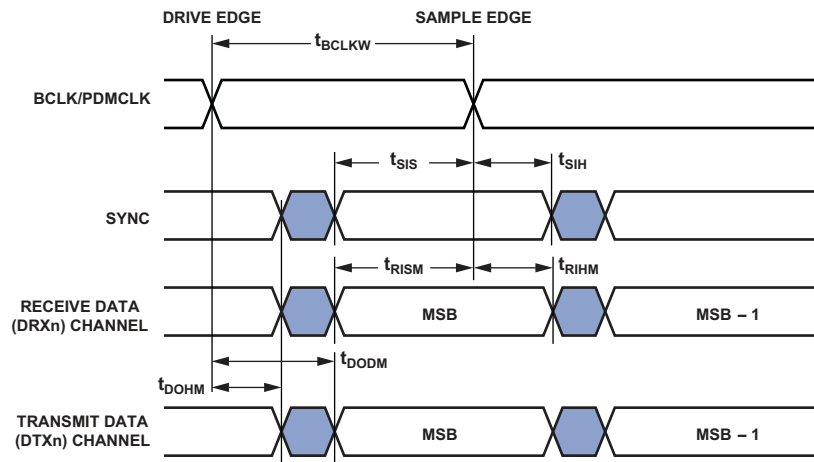 DRIVE EDGE
SAMPLE EDGE
tBCLKW
BCLK/PDMCLK
tSIS
tSIH
SYNC
tRISM
tRIHM
RECEIVE DATA
(DRXn) CHANNEL
MSB
MSB – 1
tDODM
tDOHM
TRANSMIT DATA
(DTXn) CHANNEL
MSB
MSB – 1